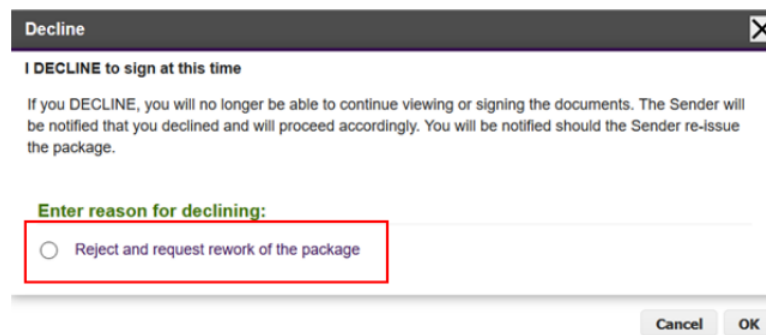 Decline
I DECLINE to sign at this time
If you DECLINE, you will no longer be able to continue viewing or signing the documents. The Sender will
be notified that you declined and will proceed accordingly. You will be notified should the Sender re-issue
the package.
Enter reason for declining:
Reject and request rework of the package
Cancel OK